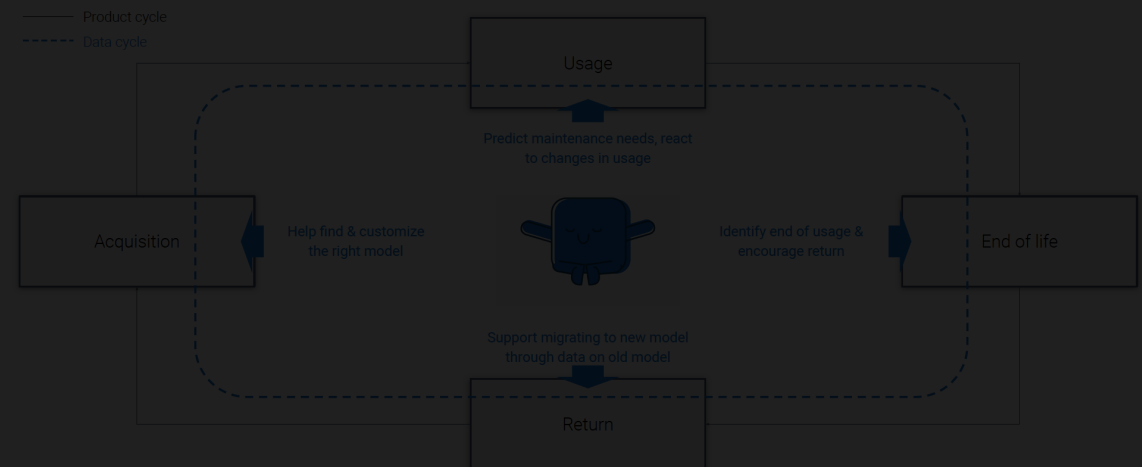 Product cycle
Data cycle
Usage
Predict maintenance needs, react
to changes in usage
Acquisition
Help find & customize
the right model
Identify end of usage &
encourage return
End of life
Support migrating to new model
through data on old model
Return